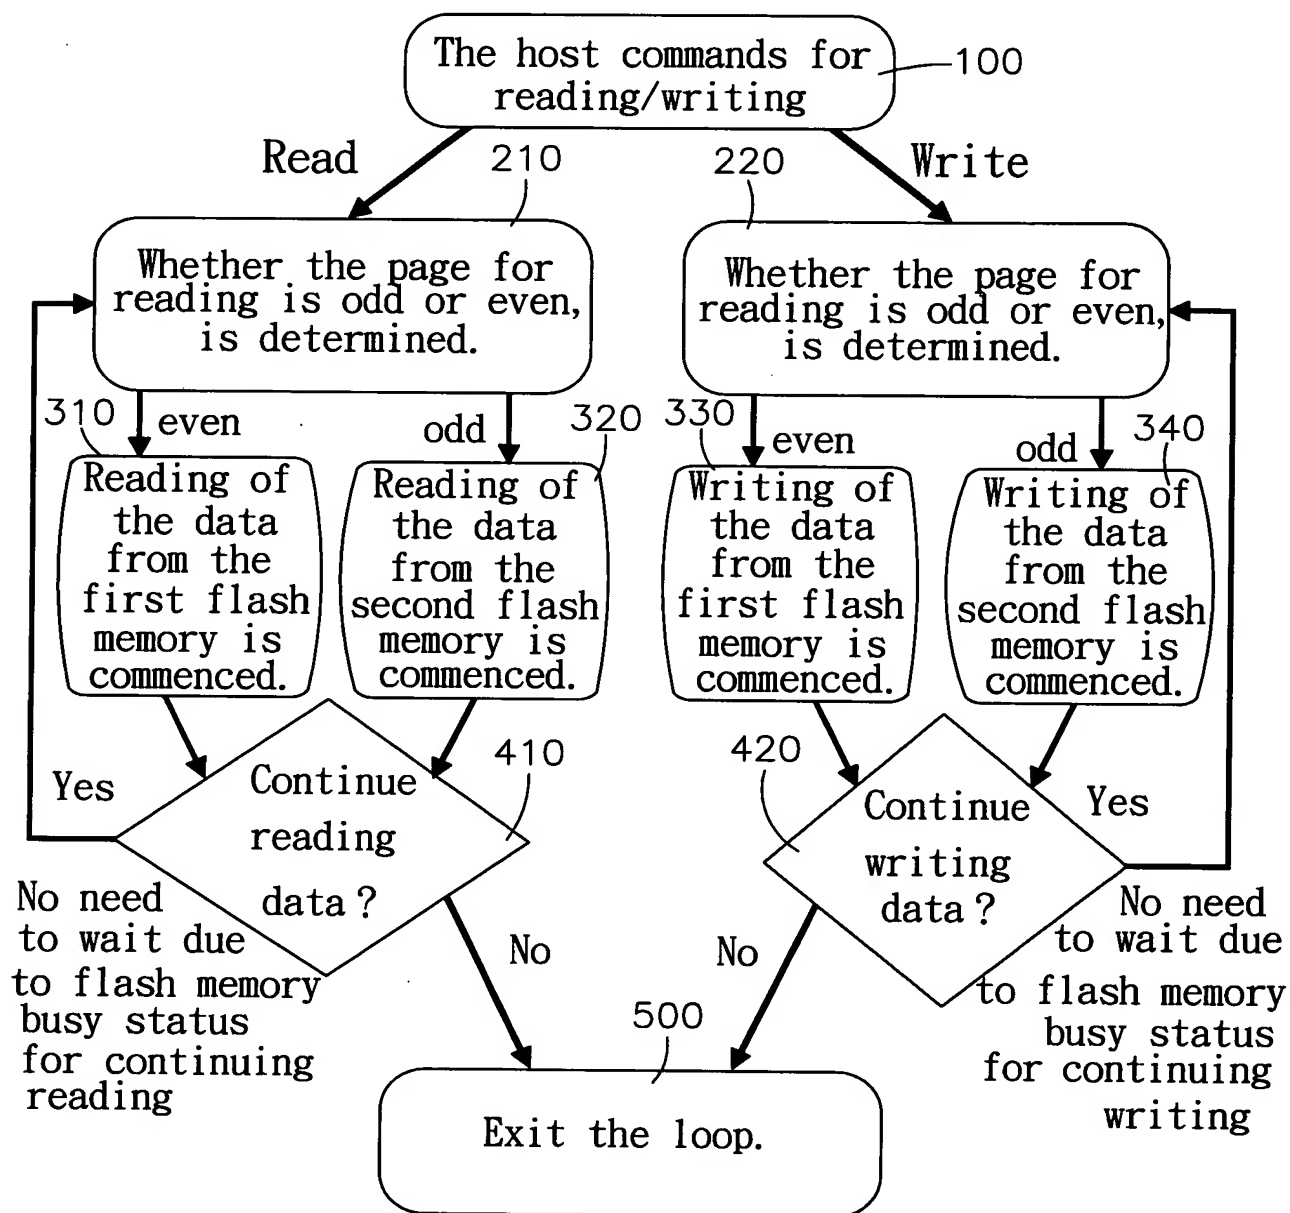 The host commands for
reading/writing
100
Read
210
220
Write
Whether the page for
reading is odd or even,
is determined.
Whether the page for
reading is odd or even,
is determined.
310
even
odd
320
330
even
odd
340
Reading of
the data
from the
first flash
memory is
commenced.
Reading of
the data
from the
second flash
memory is
commenced.
Writing of
the data
from the
first flash
memory is
commenced.
Writing of
the data
from the
second flash
memory is
commenced.
Yes
Continue
reading
data?
410
420
Continue
writing
data?
Yes
No need
to wait due
to flash memory
busy status
for continuing
reading
No
No
No need
to wait due
to flash memory
busy status
for continuing
writing
500
Exit the loop.